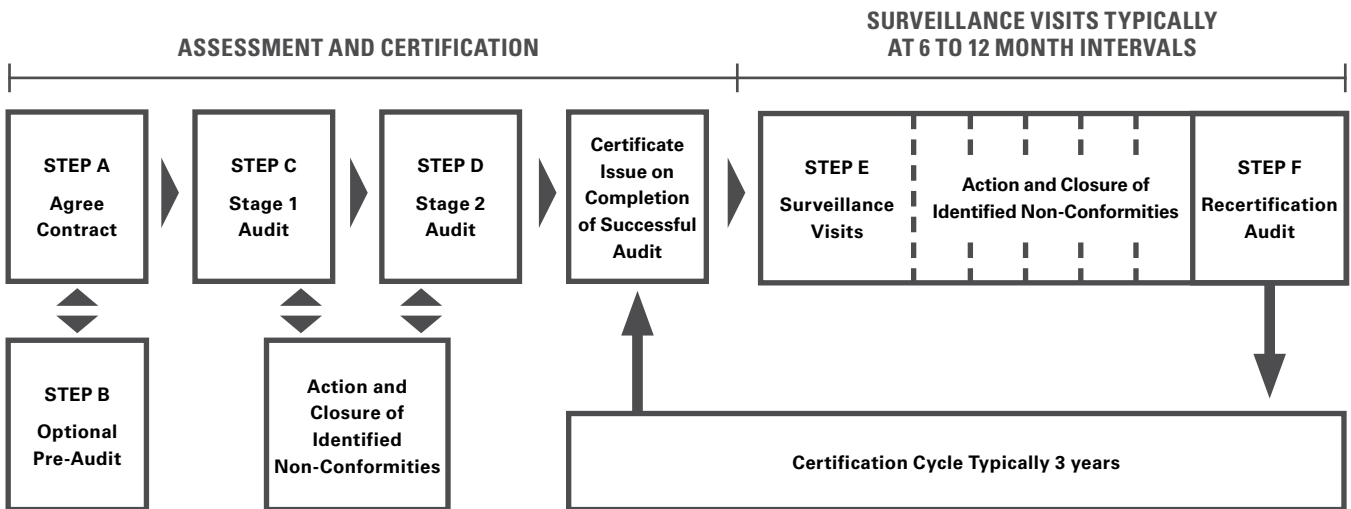 ASSESSMENT AND CERTIFICATION
SURVEILLANCE VISITS TYPICALLY
AT 6 TO 12 MONTH INTERVALS
STEP A
Agree
Contract
STEP C
Stage 1
Audit
STEP D
Stage 2
Audit
Certificate
Issue on
Completion
of Successful
Audit
STEP E
Surveillance
Visits
Action and Closure of
Identified Non-Conformities
STEP F
Recertification
Audit
STEP B
Optional
Pre-Audit
Action and
Closure of
Identified
Non-Conformities
Certification Cycle Typically 3 years